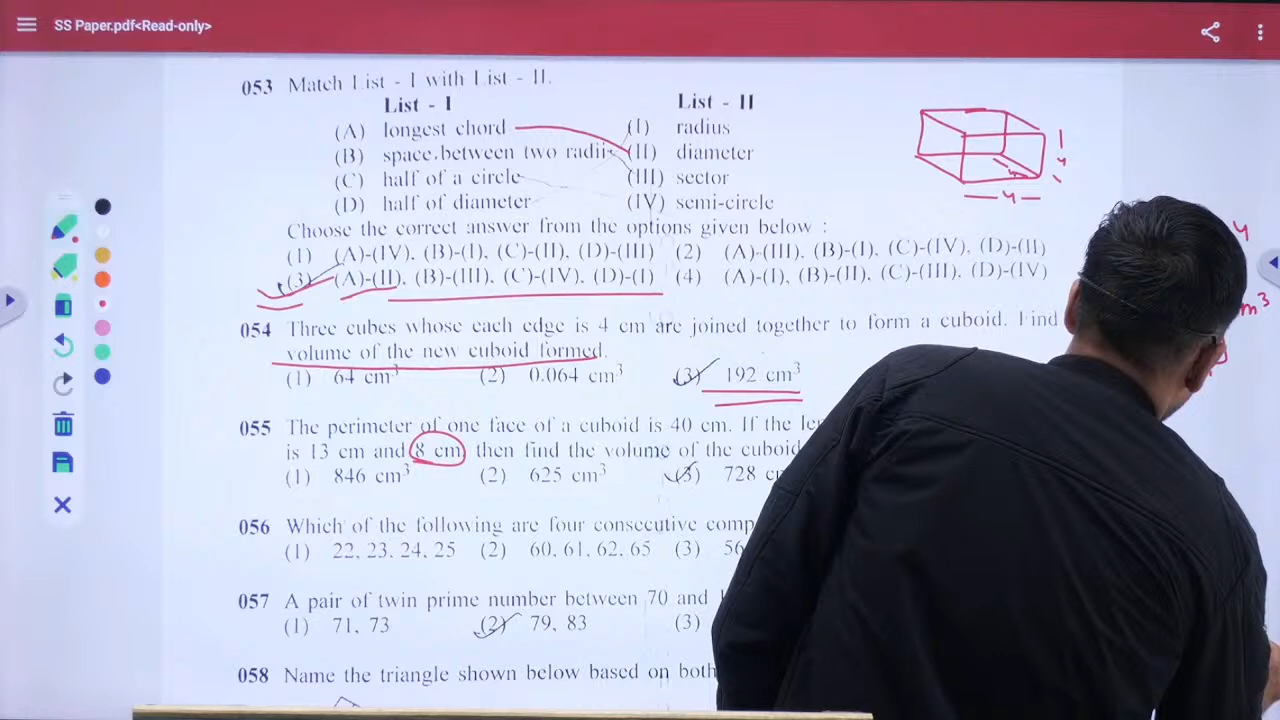 SS Paper.pdf<Read-only>
053 Match List - I with List - II.
List - I List - II
(A) longest chord (I) radius
(B) space between two radii (II) diameter
(C) half of a circle (III) sector
(D) half of diameter (IV) semi-circle
Choose the correct answer from the options given below :
(1) (A)-(IV), (B)-(I), (C)-(II), (D)-(III) (2) (A)-(III), (B)-(I), (C)-(IV), (D)-(II)
(3) (A)-(II), (B)-(III), (C)-(IV), (D)-(I) (4) (A)-(I), (B)-(II), (C)-(III), (D)-(IV)
054 Three cubes whose each edge is 4 cm are joined together to form a cuboid. Find
volume of the new cuboid formed.
(1) 64 cm³ (2) 0.064 cm³ (3) 192 cm³
055 The perimeter of one face of a cuboid is 40 cm. If the
is 13 cm and 8 cm then find the volume of the cuboid
(1) 846 cm³ (2) 625 cm³ (3) 728
056 Which of the following are four consecutive
(1) 22, 23, 24, 25 (2) 60, 61, 62, 65 (3) 56
057 A pair of twin prime number between 70 and
(1) 71, 73 (2) 79, 83 (3)
058 Name the triangle shown below based on both
4
4
4
4
m³